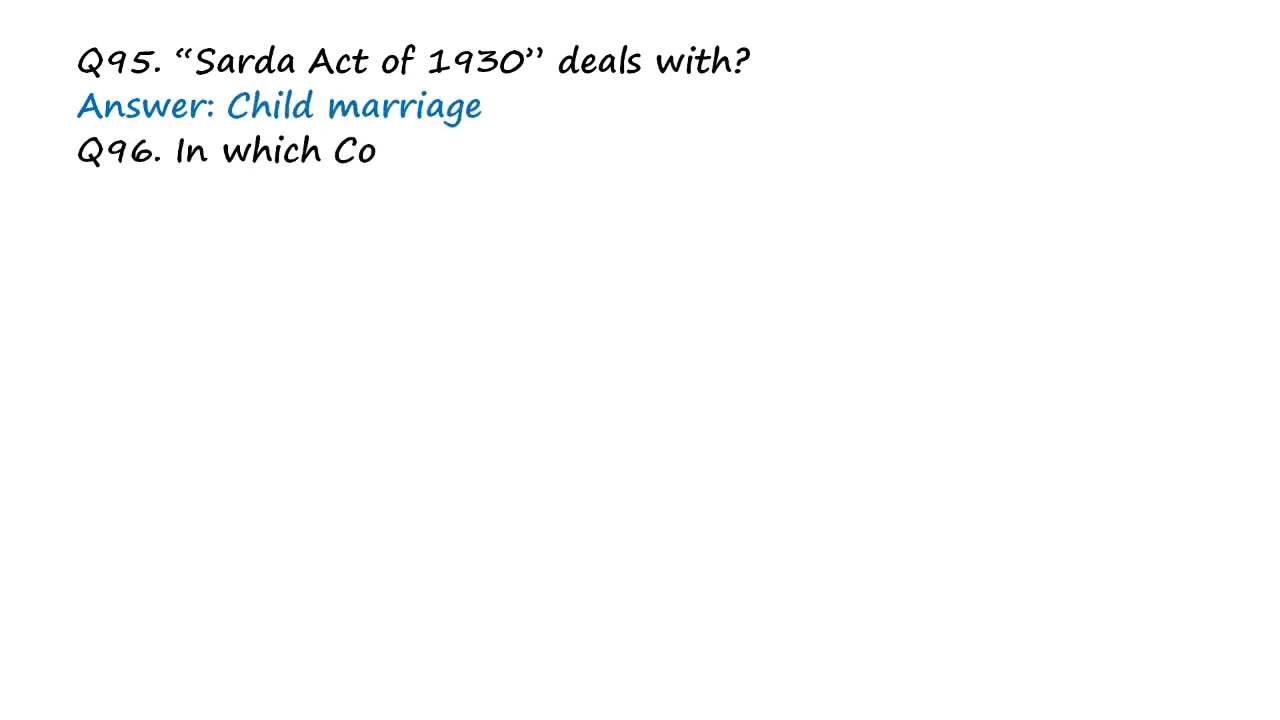 Q95. “Sarda Act of 1930” deals with?
Answer: Child marriage
Q96. In which Co